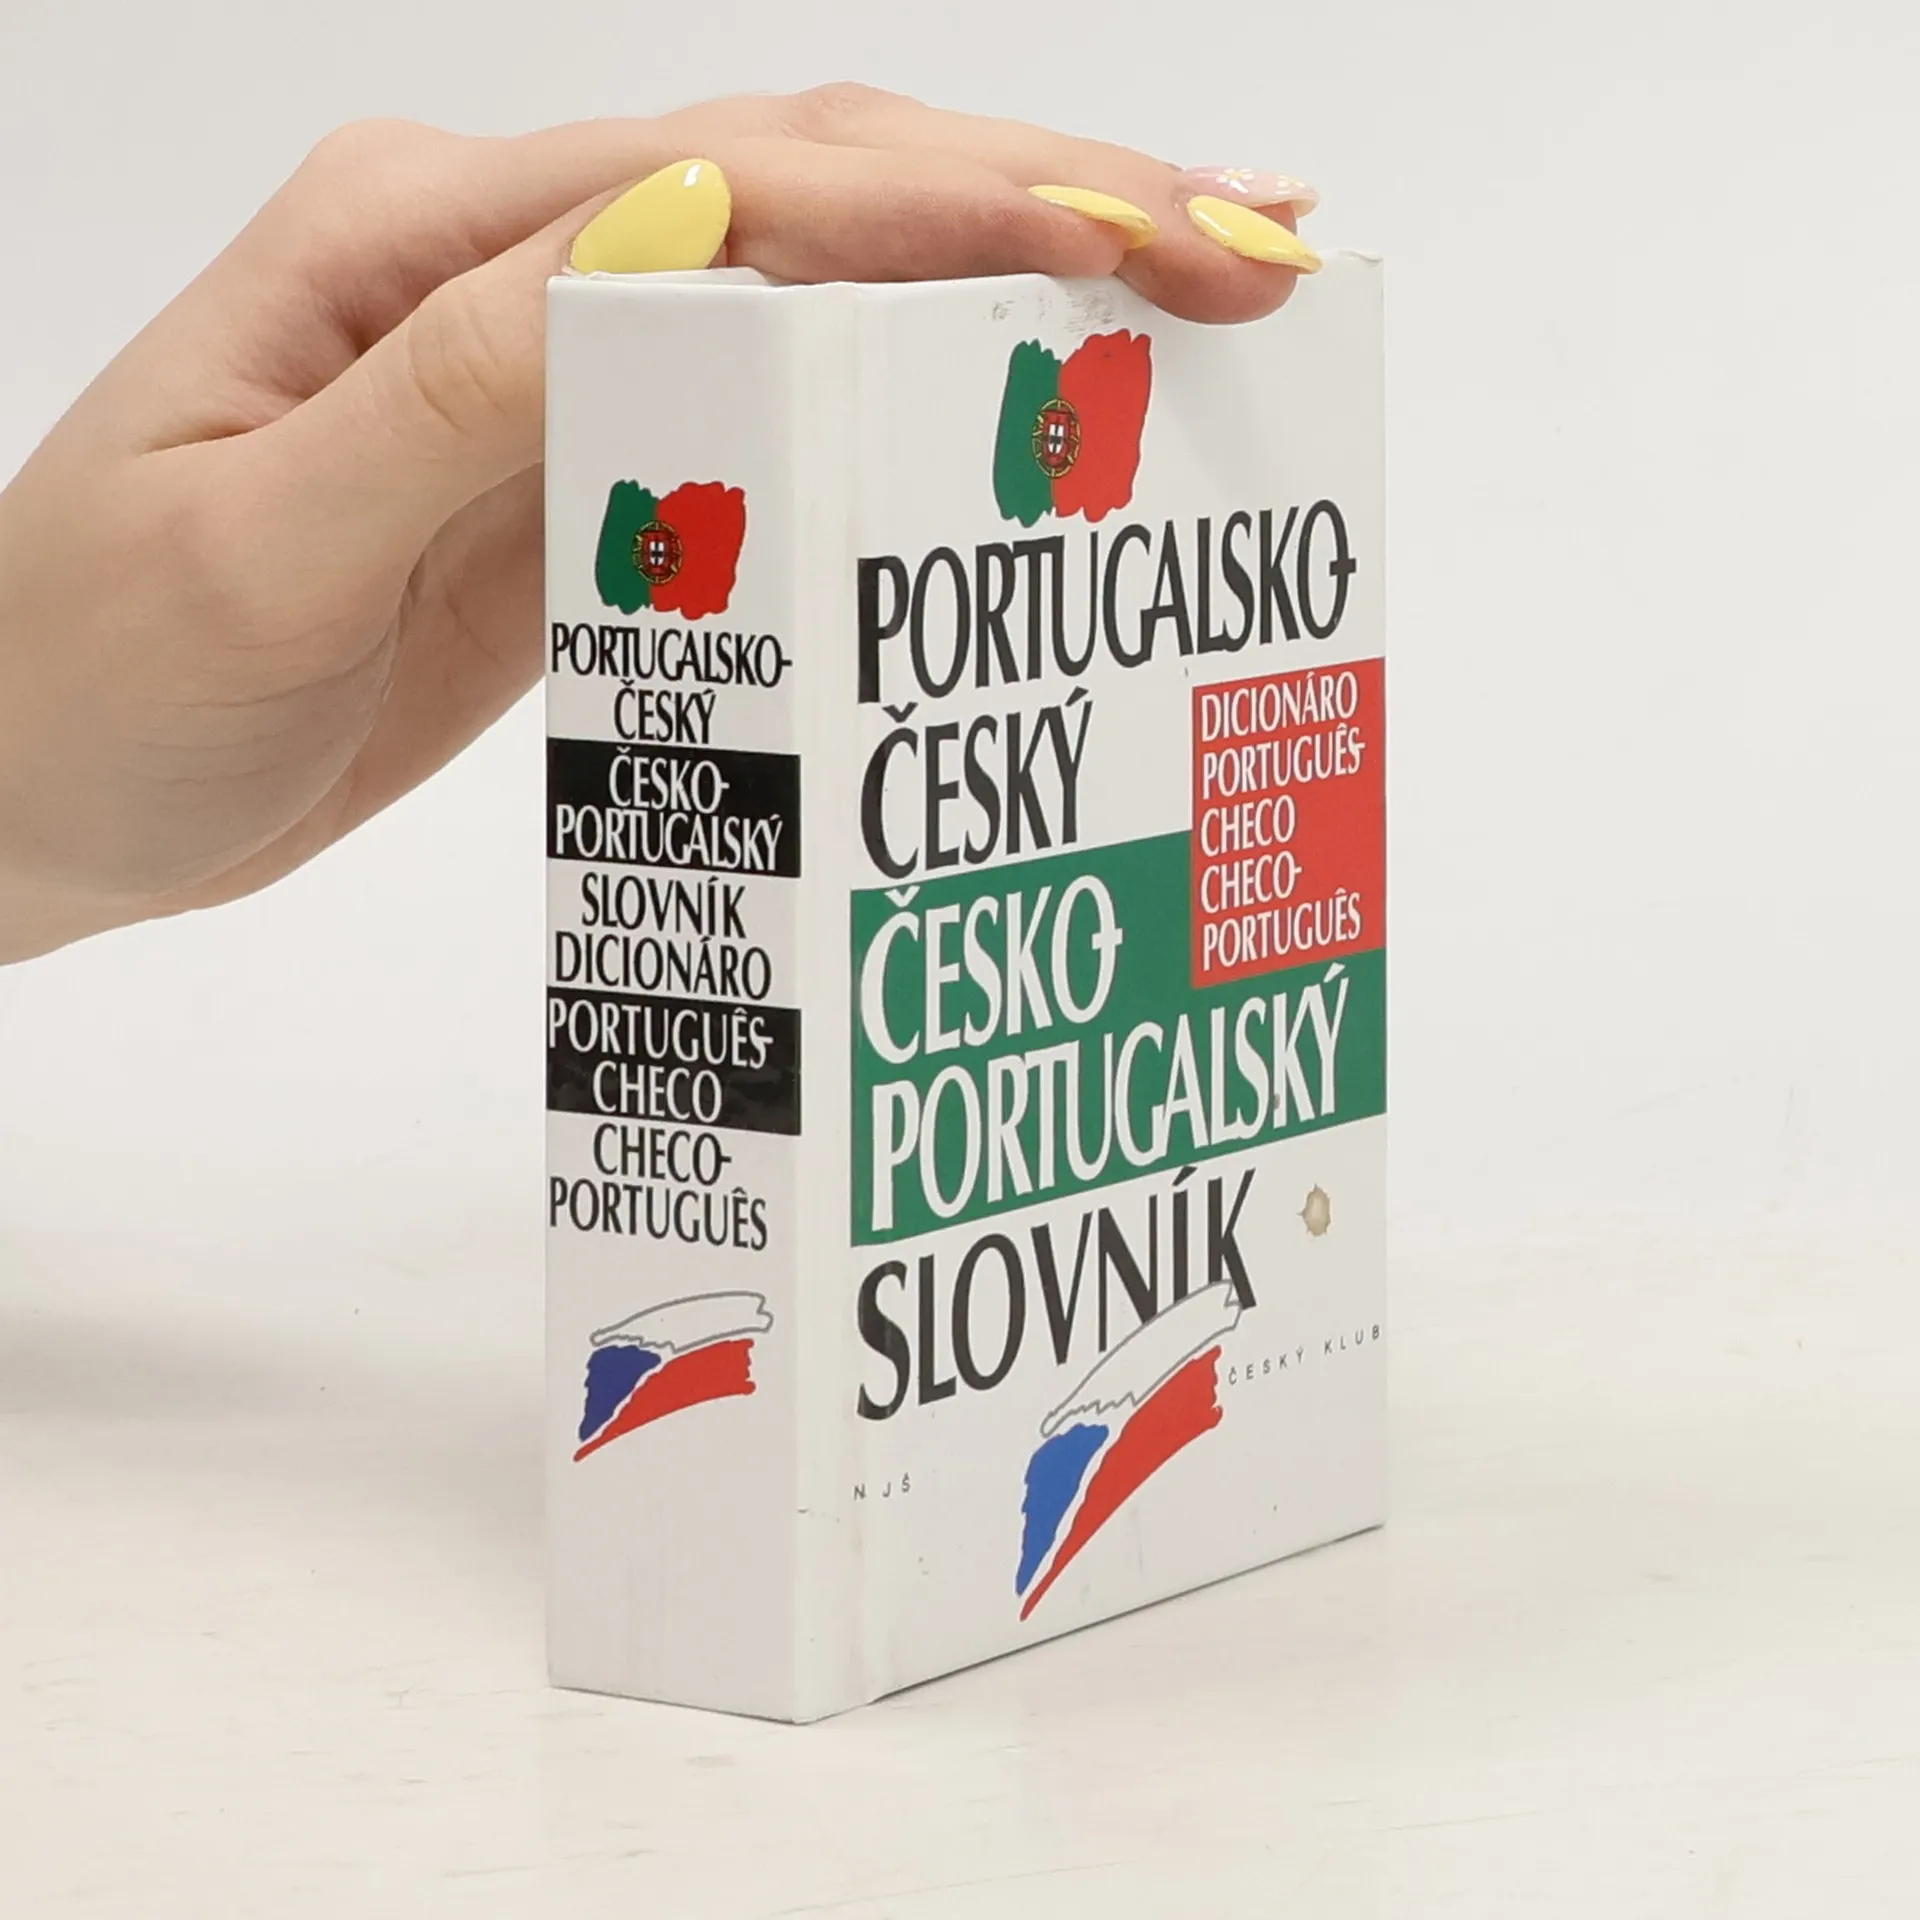 PORTUGALSKO-
ČESKÝ
ČESKO-
PORTUGALSKÝ
SLOVNÍK
DICIONÁRO
PORTUGUÊS-
CHECO
CHECO-
PORTUGUÊS
PORTUGALSKO-
ČESKÝ
DICIONÁRO
PORTUGUÊS-
CHECO
CHECO-
PORTUGUÊS
ČESKO-
PORTUGALSKÝ
SLOVNÍK
NJŠ
ČESKÝ KLUB